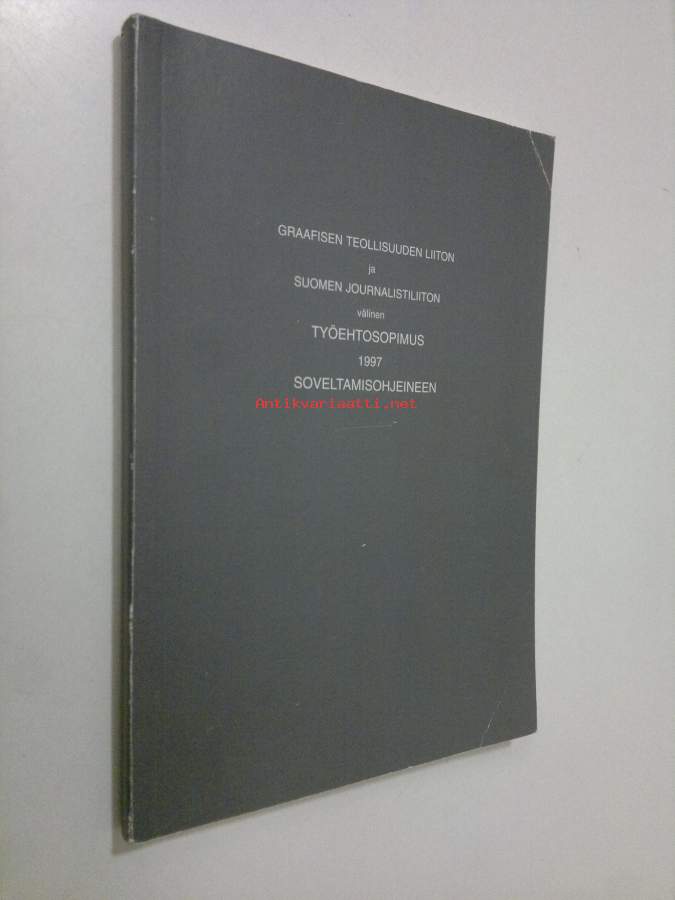 GRAAFISEN TEOLLISUUDEN LIITON
ja
SUOMEN JOURNALISTILIITON
välinen
TYÖEHTOSOPIMUS
1997
SOVELTAMISOHJEINEEN
Antikvariaatti.net